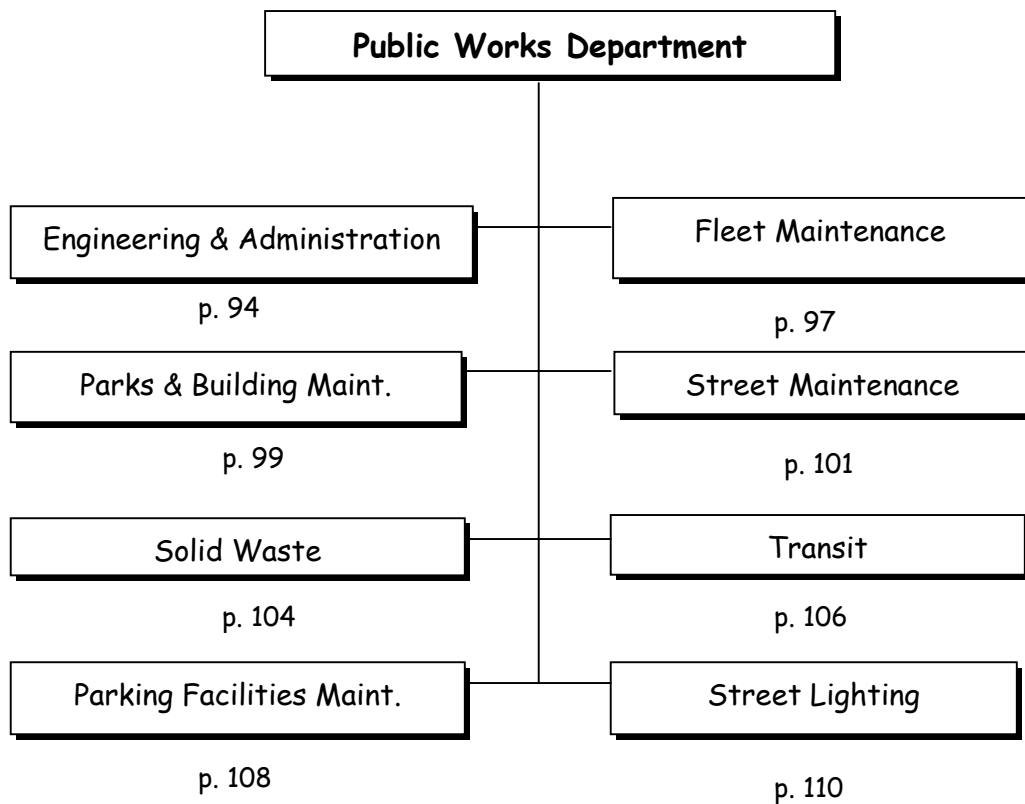 Public Works Department
Engineering & Administration
Fleet Maintenance
p. 94
p. 97
Parks & Building Maint.
Street Maintenance
p. 99
p. 101
Solid Waste
Transit
p. 104
p. 106
Parking Facilities Maint.
Street Lighting
p. 108
p. 110